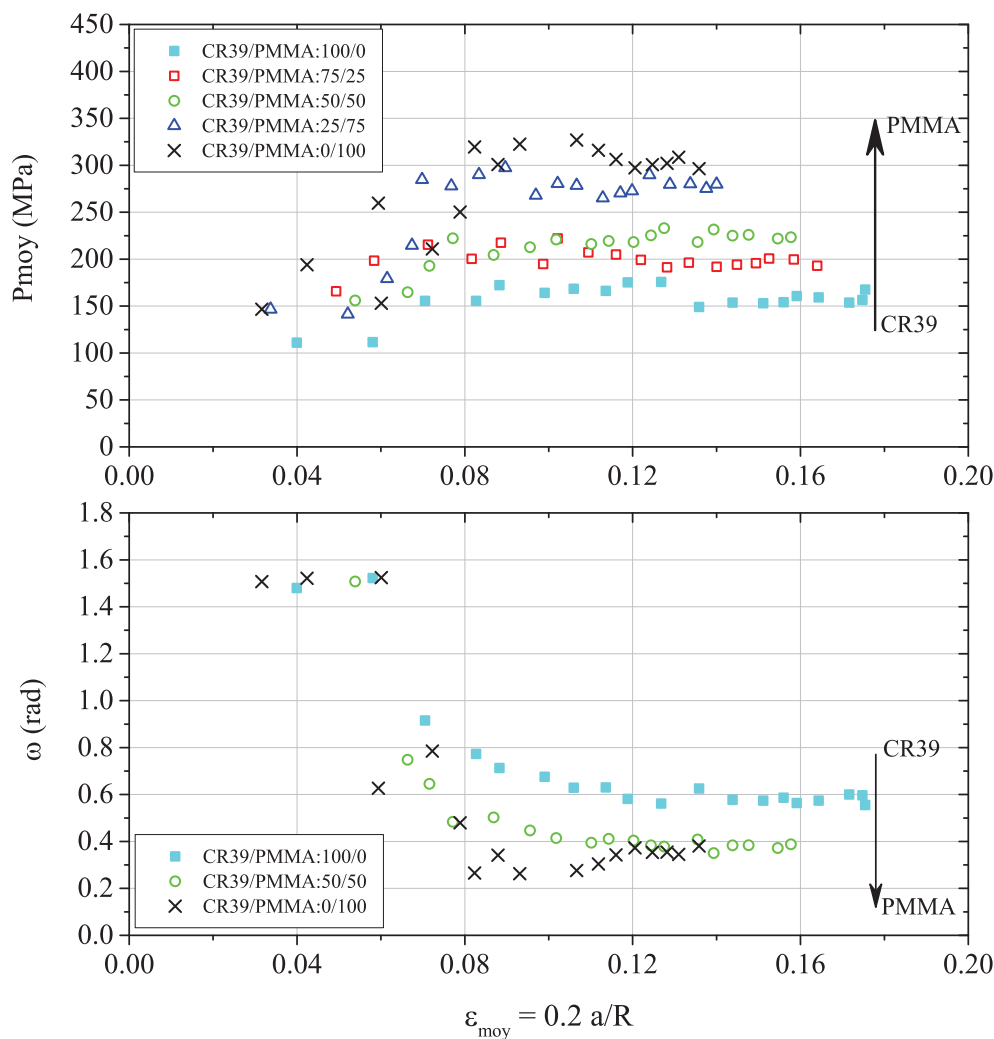 450
400
350
300
250
200
150
100
50
0
Pmoy (MPa)
CR39/PMMA:100/0
CR39/PMMA:75/25
CR39/PMMA:50/50
CR39/PMMA:25/75
CR39/PMMA:0/100
PMMA
CR39
0.00
0.04
0.08
0.12
0.16
0.20
1.8
1.6
1.4
1.2
1.0
0.8
0.6
0.4
0.2
0.0
ω (rad)
CR39
PMMA
CR39/PMMA:100/0
CR39/PMMA:50/50
CR39/PMMA:0/100
0.00
0.04
0.08
0.12
0.16
0.20
εmoy = 0.2 a/R